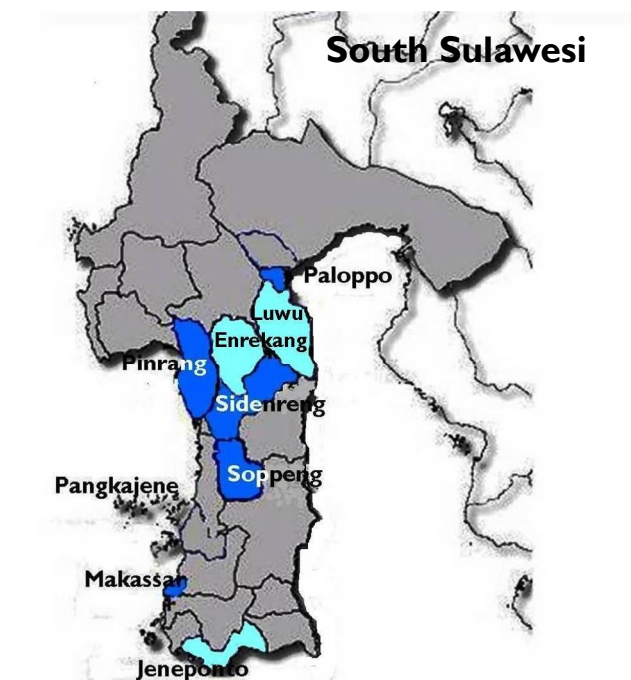 South Sulawesi
Paloppo
Luwu
Enrekang
Pinrang
Sidenreng
Soppeng
Pangkajene
Makassar
Jeneponto